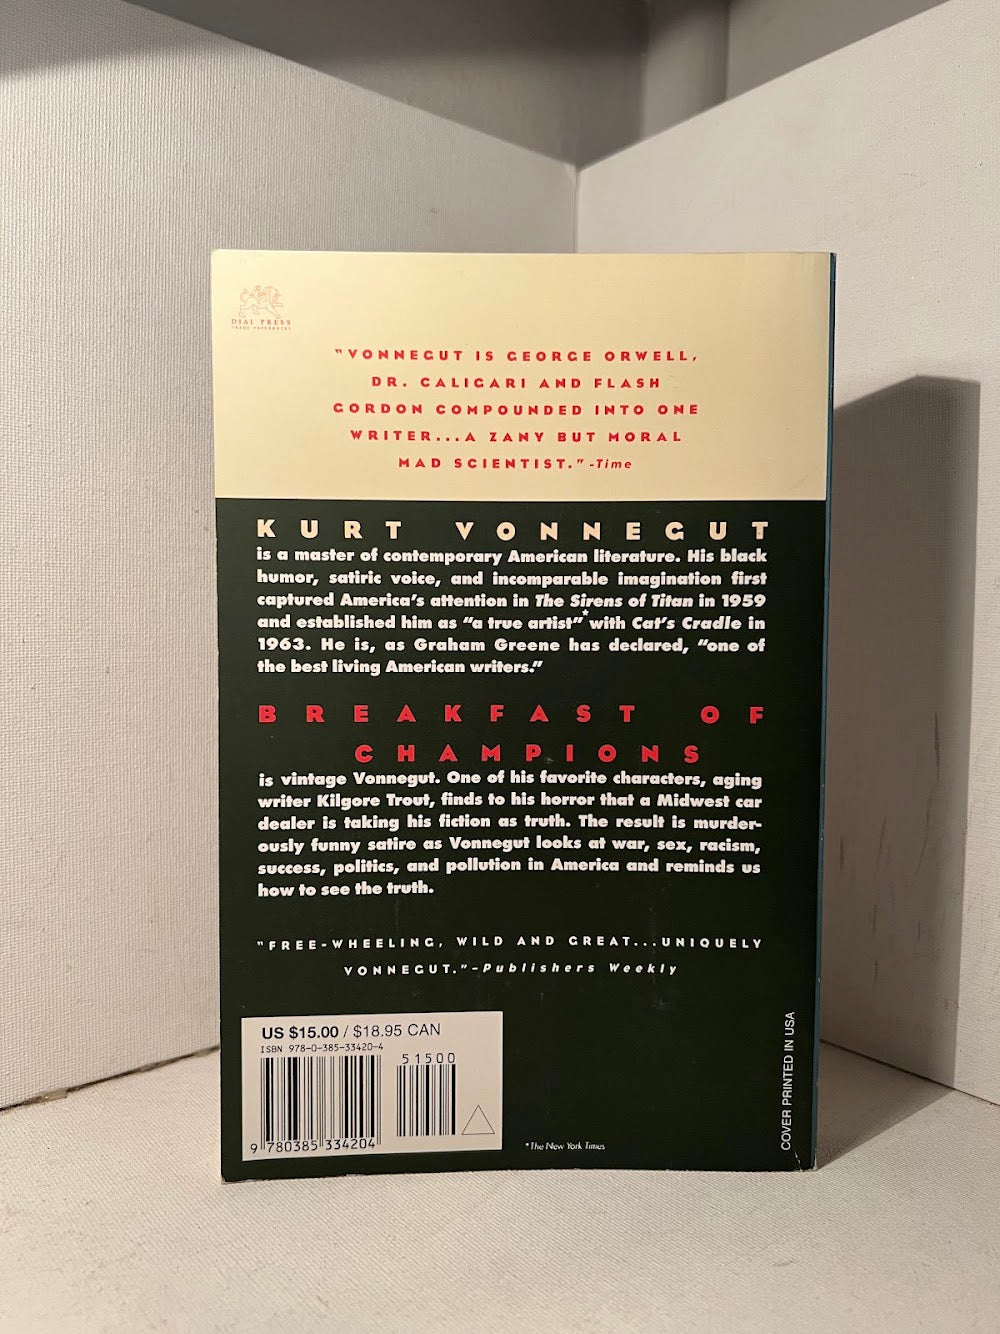 DIAL PRESS
TRADE PAPERBACKS
"VONNEGUT IS GEORGE ORWELL,
DR. CALIGARI AND FLASH
GORDON COMPOUNDED INTO ONE
WRITER...A ZANY BUT MORAL
MAD SCIENTIST." -Time
KURT VONNEGUT
is a master of contemporary American literature. His black
humor, satiric voice, and incomparable imagination first
captured America's attention in The Sirens of Titan in 1959
and established him as "a true artist"* with Cat's Cradle in
1963. He is, as Graham Greene has declared, "one of
the best living American writers."
BREAKFAST OF
CHAMPIONS
is vintage Vonnegut. One of his favorite characters, aging
writer Kilgore Trout, finds to his horror that a Midwest car
dealer is taking his fiction as truth. The result is murder-
ously funny satire as Vonnegut looks at war, sex, racism,
success, politics, and pollution in America and reminds us
how to see the truth.
"FREE-WHEELING, WILD AND GREAT...UNIQUELY
VONNEGUT."-Publishers Weekly
US $15.00 / $18.95 CAN
ISBN 978-0-385-33420-4
51500
9 780385 334204
*The New York Times
COVER PRINTED IN USA